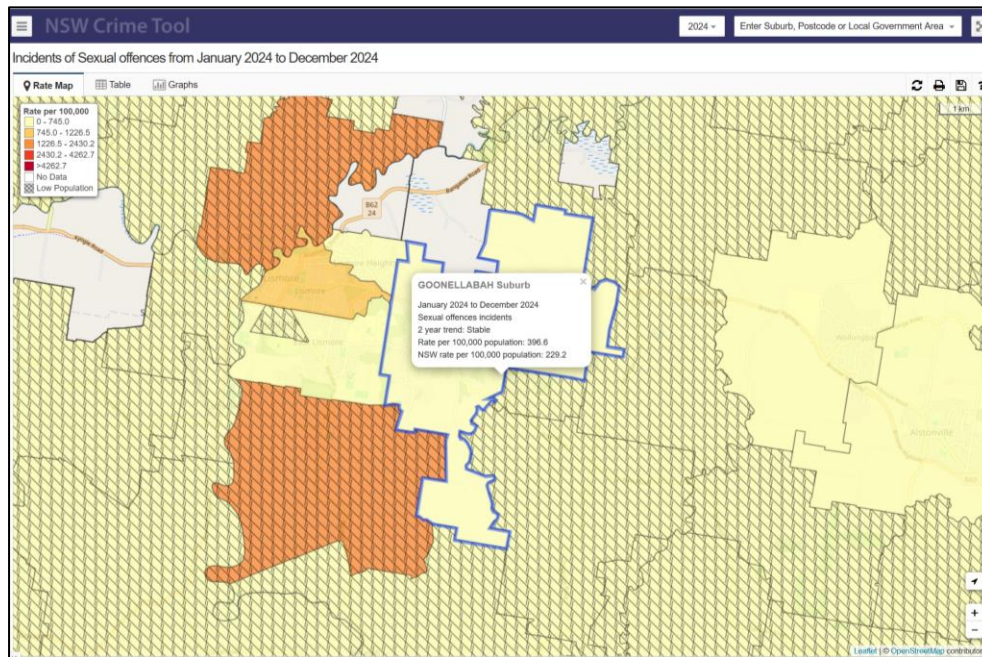 NSW Crime Tool
2024
Enter Suburb, Postcode or Local Government Area
Incidents of Sexual offences from January 2024 to December 2024
Rate Map
Table
Graphs
Rate per 100,000
0 - 745.0
745.0 - 1226.5
1226.5 - 2430.2
2430.2 - 4262.7
>4262.7
No Data
Low Population
1 km
B62
24
Lismore
GOONELLABAH Suburb
January 2024 to December 2024
Sexual offences incidents
2 year trend: Stable
Rate per 100,000 population: 396.6
NSW rate per 100,000 population: 229.2
+
−
Leaflet | © OpenStreetMap contributor